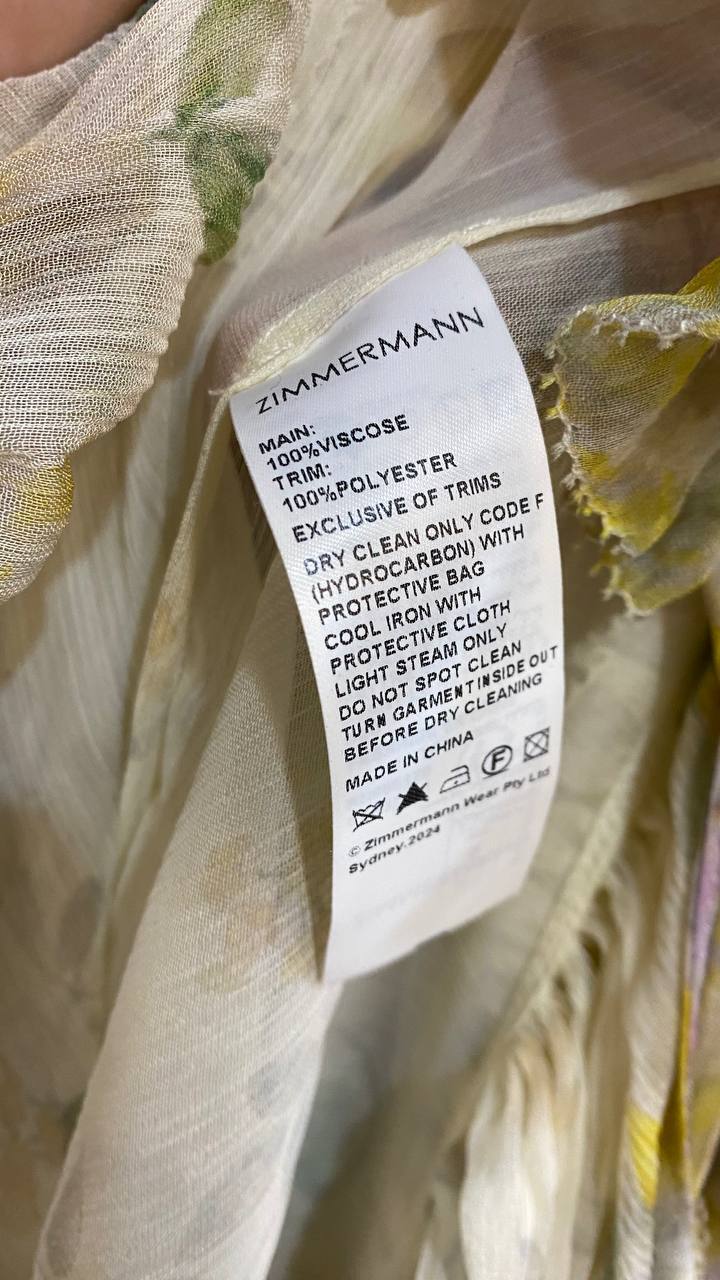 ZIMMERMANN
MAIN:
100%VISCOSE
TRIM:
100%POLYESTER
EXCLUSIVE OF TRIMS
DRY CLEAN ONLY CODE F
(HYDROCARBON) WITH
PROTECTIVE BAG
COOL IRON WITH
PROTECTIVE CLOTH
LIGHT STEAM ONLY
DO NOT SPOT CLEAN
TURN GARMENT INSIDE OUT
BEFORE DRY CLEANING
MADE IN CHINA
F
© Zimmermann Wear Pty Ltd
Sydney.2024